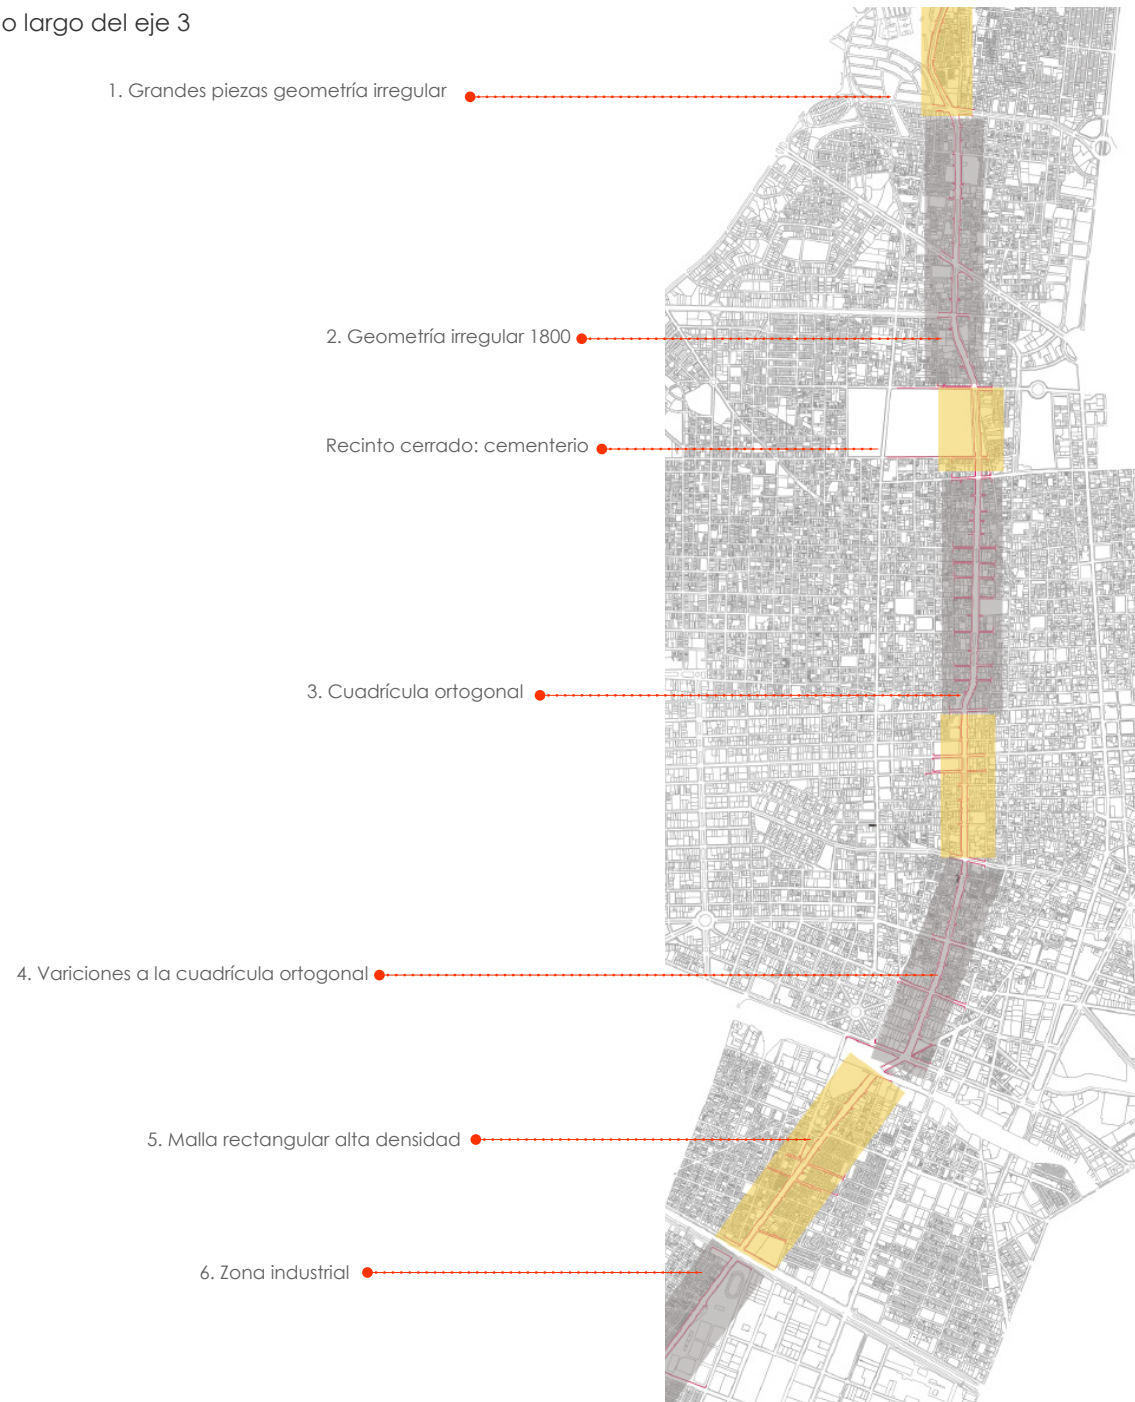 o largo del eje 3
1. Grandes piezas geometría irregular
2. Geometría irregular 1800
Recinto cerrado: cementerio
3. Cuadrícula ortogonal
4. Variciones a la cuadrícula ortogonal
5. Malla rectangular alta densidad
6. Zona industrial